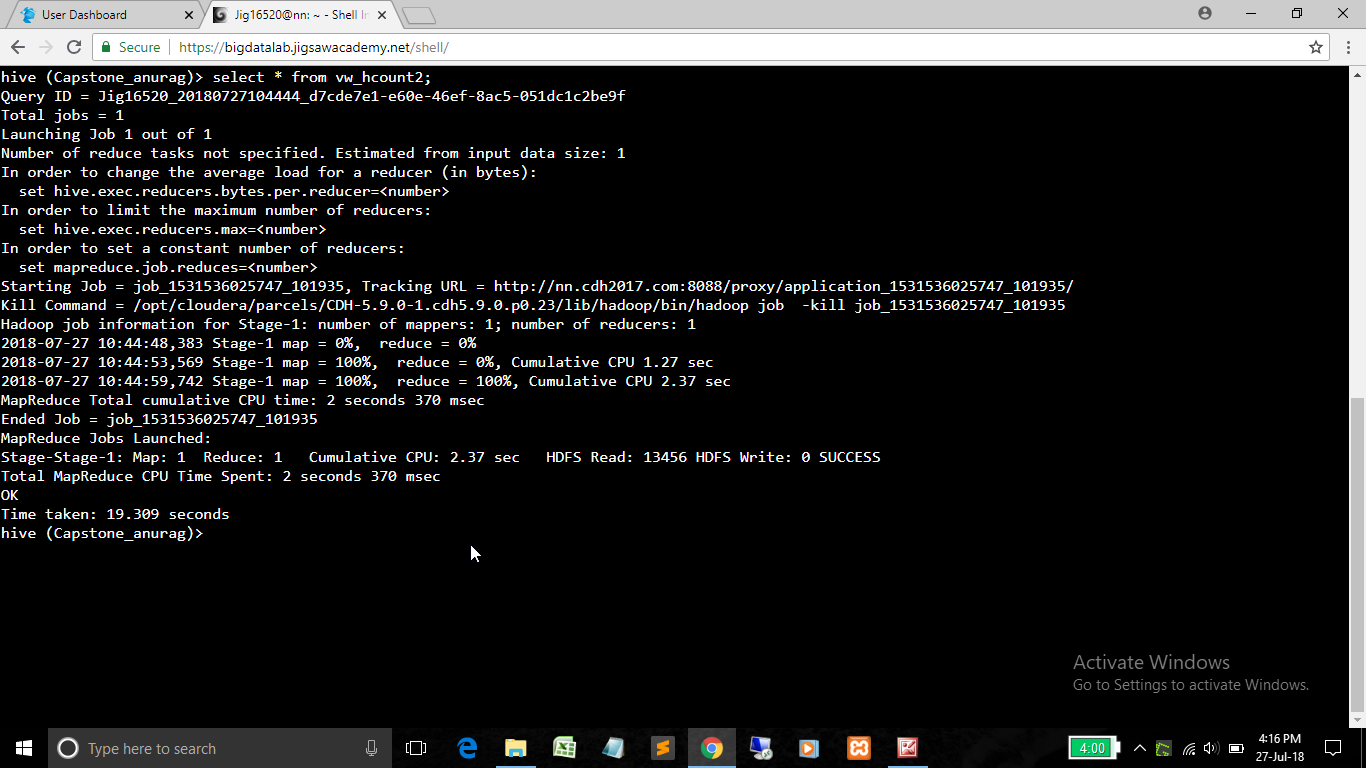 User Dashboard
Jig16520@nn: ~ - Shell In
Secure https://bigdatalab.jigsawacademy.net/shell/
hive (Capstone_anurag)> select * from vw_hcount2;
Query ID = Jig16520_20180727104444_d7cde7e1-e60e-46ef-8ac5-051dc1c2be9f
Total jobs = 1
Launching Job 1 out of 1
Number of reduce tasks not specified. Estimated from input data size: 1
In order to change the average load for a reducer (in bytes):
  set hive.exec.reducers.bytes.per.reducer=<number>
In order to limit the maximum number of reducers:
  set hive.exec.reducers.max=<number>
In order to set a constant number of reducers:
  set mapreduce.job.reduces=<number>
Starting Job = job_1531536025747_101935, Tracking URL = http://nn.cdh2017.com:8088/proxy/application_1531536025747_101935/
Kill Command = /opt/cloudera/parcels/CDH-5.9.0-1.cdh5.9.0.p0.23/lib/hadoop/bin/hadoop job  -kill job_1531536025747_101935
Hadoop job information for Stage-1: number of mappers: 1; number of reducers: 1
2018-07-27 10:44:48,383 Stage-1 map = 0%,  reduce = 0%
2018-07-27 10:44:53,569 Stage-1 map = 100%,  reduce = 0%, Cumulative CPU 1.27 sec
2018-07-27 10:44:59,742 Stage-1 map = 100%,  reduce = 100%, Cumulative CPU 2.37 sec
MapReduce Total cumulative CPU time: 2 seconds 370 msec
Ended Job = job_1531536025747_101935
MapReduce Jobs Launched:
Stage-Stage-1: Map: 1  Reduce: 1   Cumulative CPU: 2.37 sec   HDFS Read: 13456 HDFS Write: 0 SUCCESS
Total MapReduce CPU Time Spent: 2 seconds 370 msec
OK
Time taken: 19.309 seconds
hive (Capstone_anurag)>
Activate Windows
Go to Settings to activate Windows.
Type here to search
4:00
4:16 PM
27-Jul-18